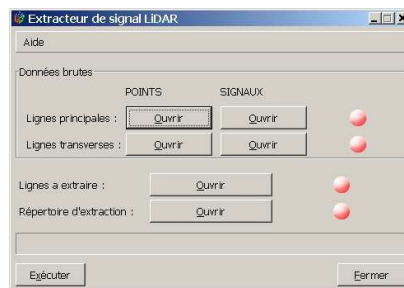 Extracteur de signal LiDAR
Aide
Données brutes
POINTS SIGNAUX
Lignes principales : Ouvrir Ouvrir
Lignes transverses : Ouvrir Ouvrir
Lignes a extraire : Ouvrir
Répertoire d'extraction : Ouvrir
Exécuter Fermer